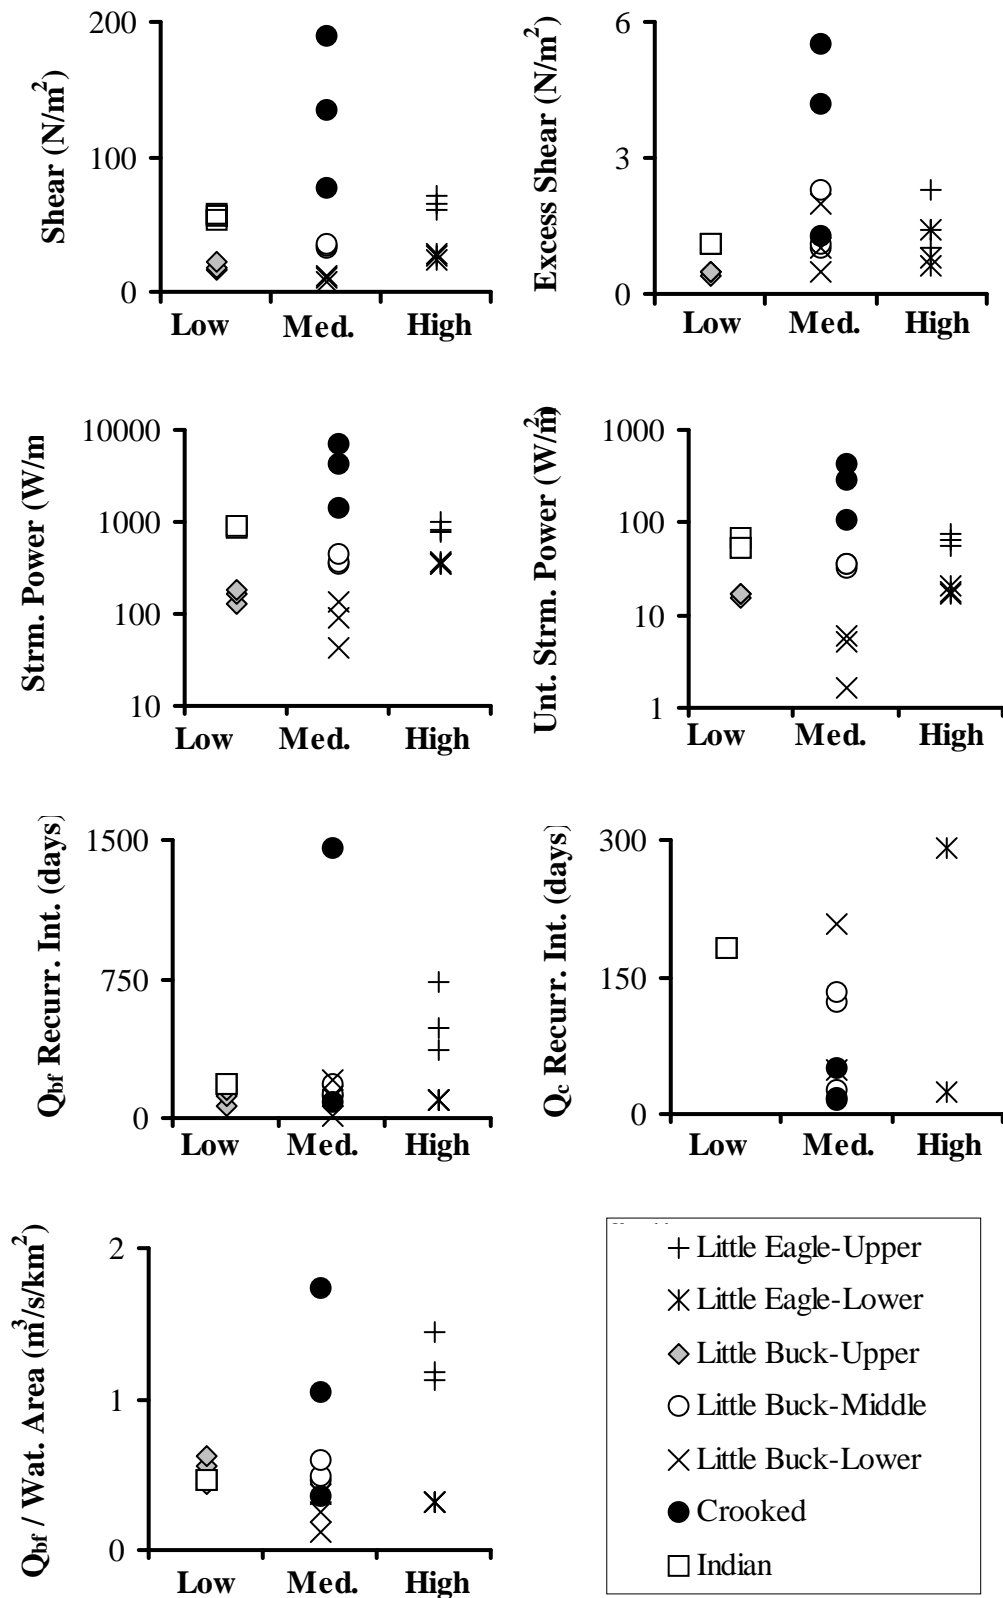 Shear (N/m²)
200
100
0
Low Med. High
Excess Shear (N/m²)
6
3
0
Low Med. High
Strm. Power (W/m
10000
1000
100
10
Low Med. High
Unt. Strm. Power (W/m²)
1000
100
10
1
Low Med. High
Qbf Recurr. Int. (days)
1500
750
0
Low Med. High
Qc Recurr. Int. (days)
300
150
0
Low Med. High
Qbf / Wat. Area (m³/s/km²)
2
1
0
Low Med. High
Little Eagle-Upper
Little Eagle-Lower
Little Buck-Upper
Little Buck-Middle
Little Buck-Lower
Crooked
Indian